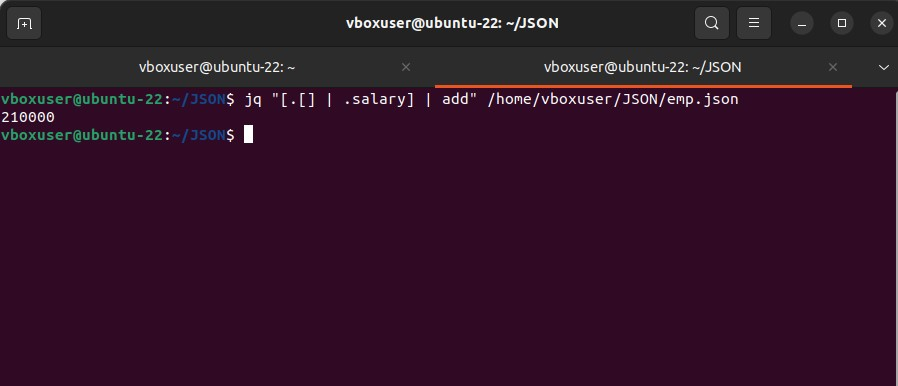 vboxuser@ubuntu-22: ~/JSON
vboxuser@ubuntu-22: ~
vboxuser@ubuntu-22: ~/JSON
vboxuser@ubuntu-22:~/JSON$ jq "[.[] | .salary] | add" /home/vboxuser/JSON/emp.json
210000
vboxuser@ubuntu-22:~/JSON$